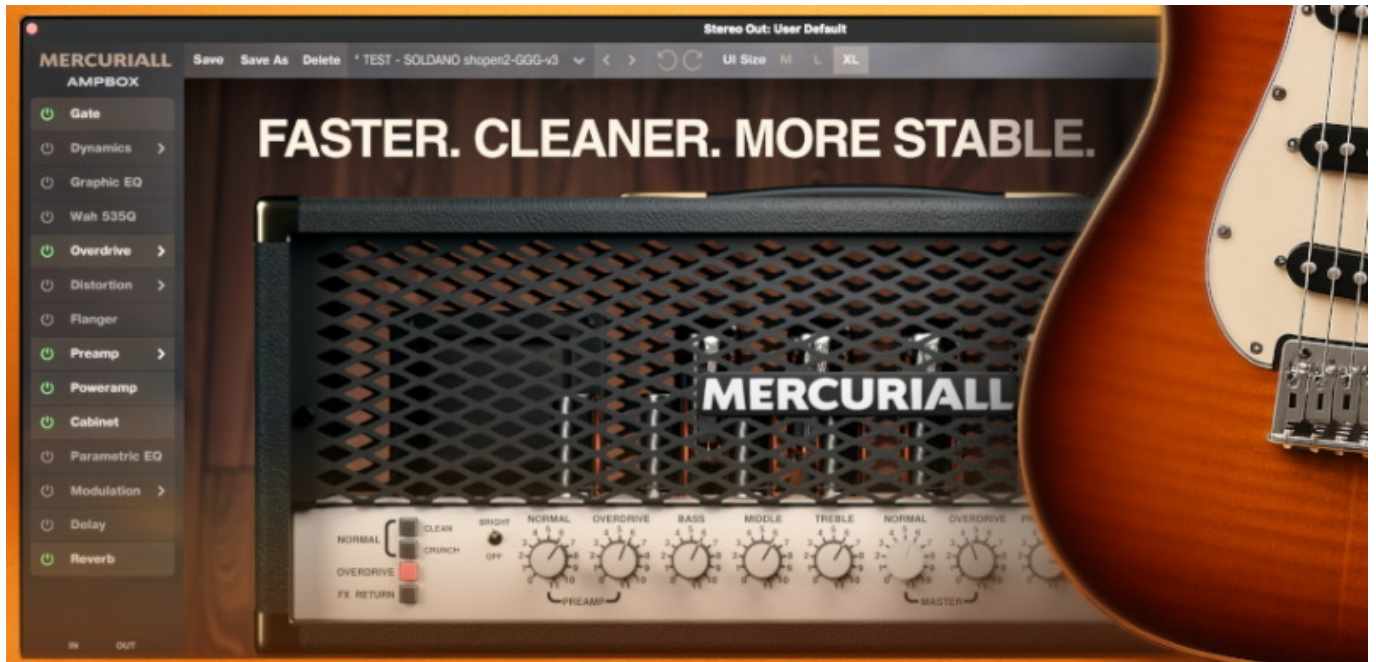 Stereo Out: User Default
MERCURIALL
AMPBOX
Save Save As Delete * TEST - SOLDANO shopen2-GGG-v3 < > UI Size M L XL
Gate
Dynamics >
Graphic EQ
Wah 535Q
Overdrive >
Distortion >
Flanger
Preamp >
Poweramp
Cabinet
Parametric EQ
Modulation >
Delay
Reverb
IN OUT
FASTER. CLEANER. MORE STABLE.
MERCURIALL
NORMAL
CLEAN
CRUNCH
OVERDRIVE
FX RETURN
BRIGHT
OFF
NORMAL OVERDRIVE BASS MIDDLE TREBLE NORMAL OVERDRIVE
PREAMP
MASTER